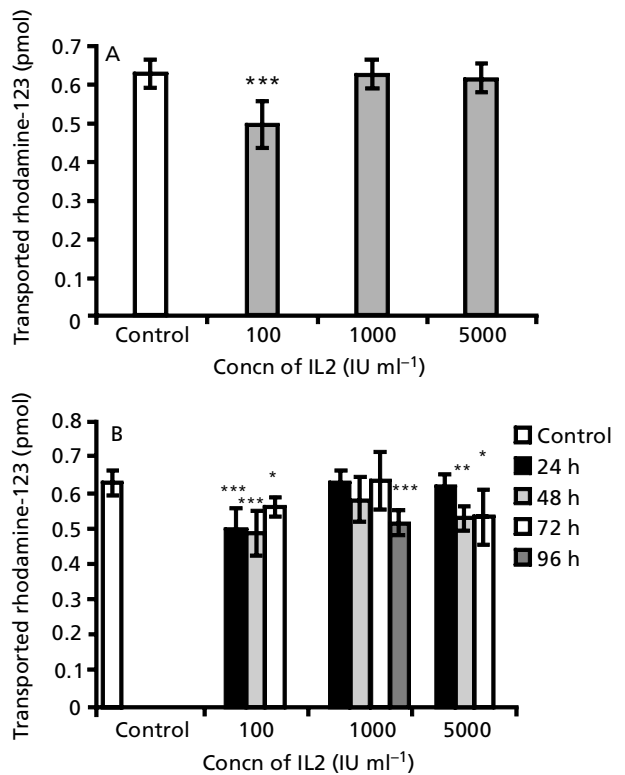 A
Transported rhodamine-123 (pmol)
0.7
0.6
0.5
0.4
0.3
0.2
0.1
0
***
Control 100 1000 5000
Concn of IL2 (IU ml⁻¹)
B
Transported rhodamine-123 (pmol)
0.8
0.7
0.6
0.5
0.4
0.3
0.2
0.1
0
*** *** * *** ** *
Control
24 h
48 h
72 h
96 h
Control 100 1000 5000
Concn of IL2 (IU ml⁻¹)